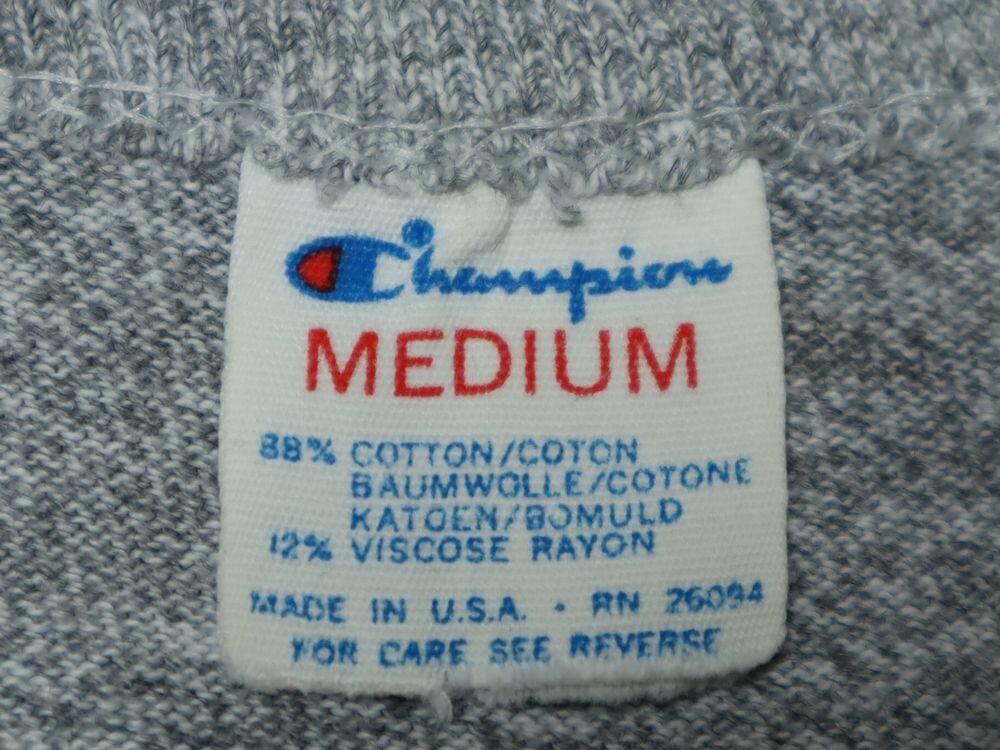 Champion
MEDIUM
88% COTTON/COTON
BAUMWOLLE/COTONE
KATOEN/BOMULD
12% VISCOSE RAYON
MADE IN U.S.A. • RN 26094
FOR CARE SEE REVERSE